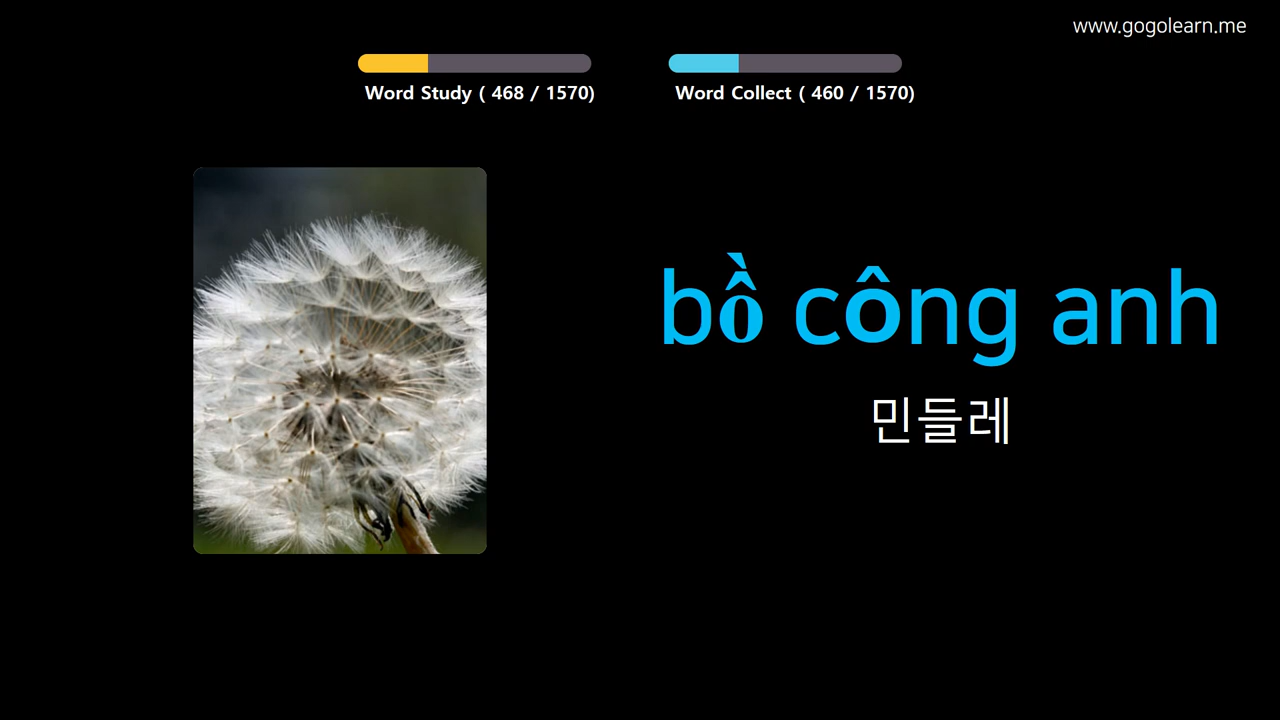 www.gogolearn.me
Word Study ( 468 / 1570)
Word Collect ( 460 / 1570)
bồ công anh
민들레